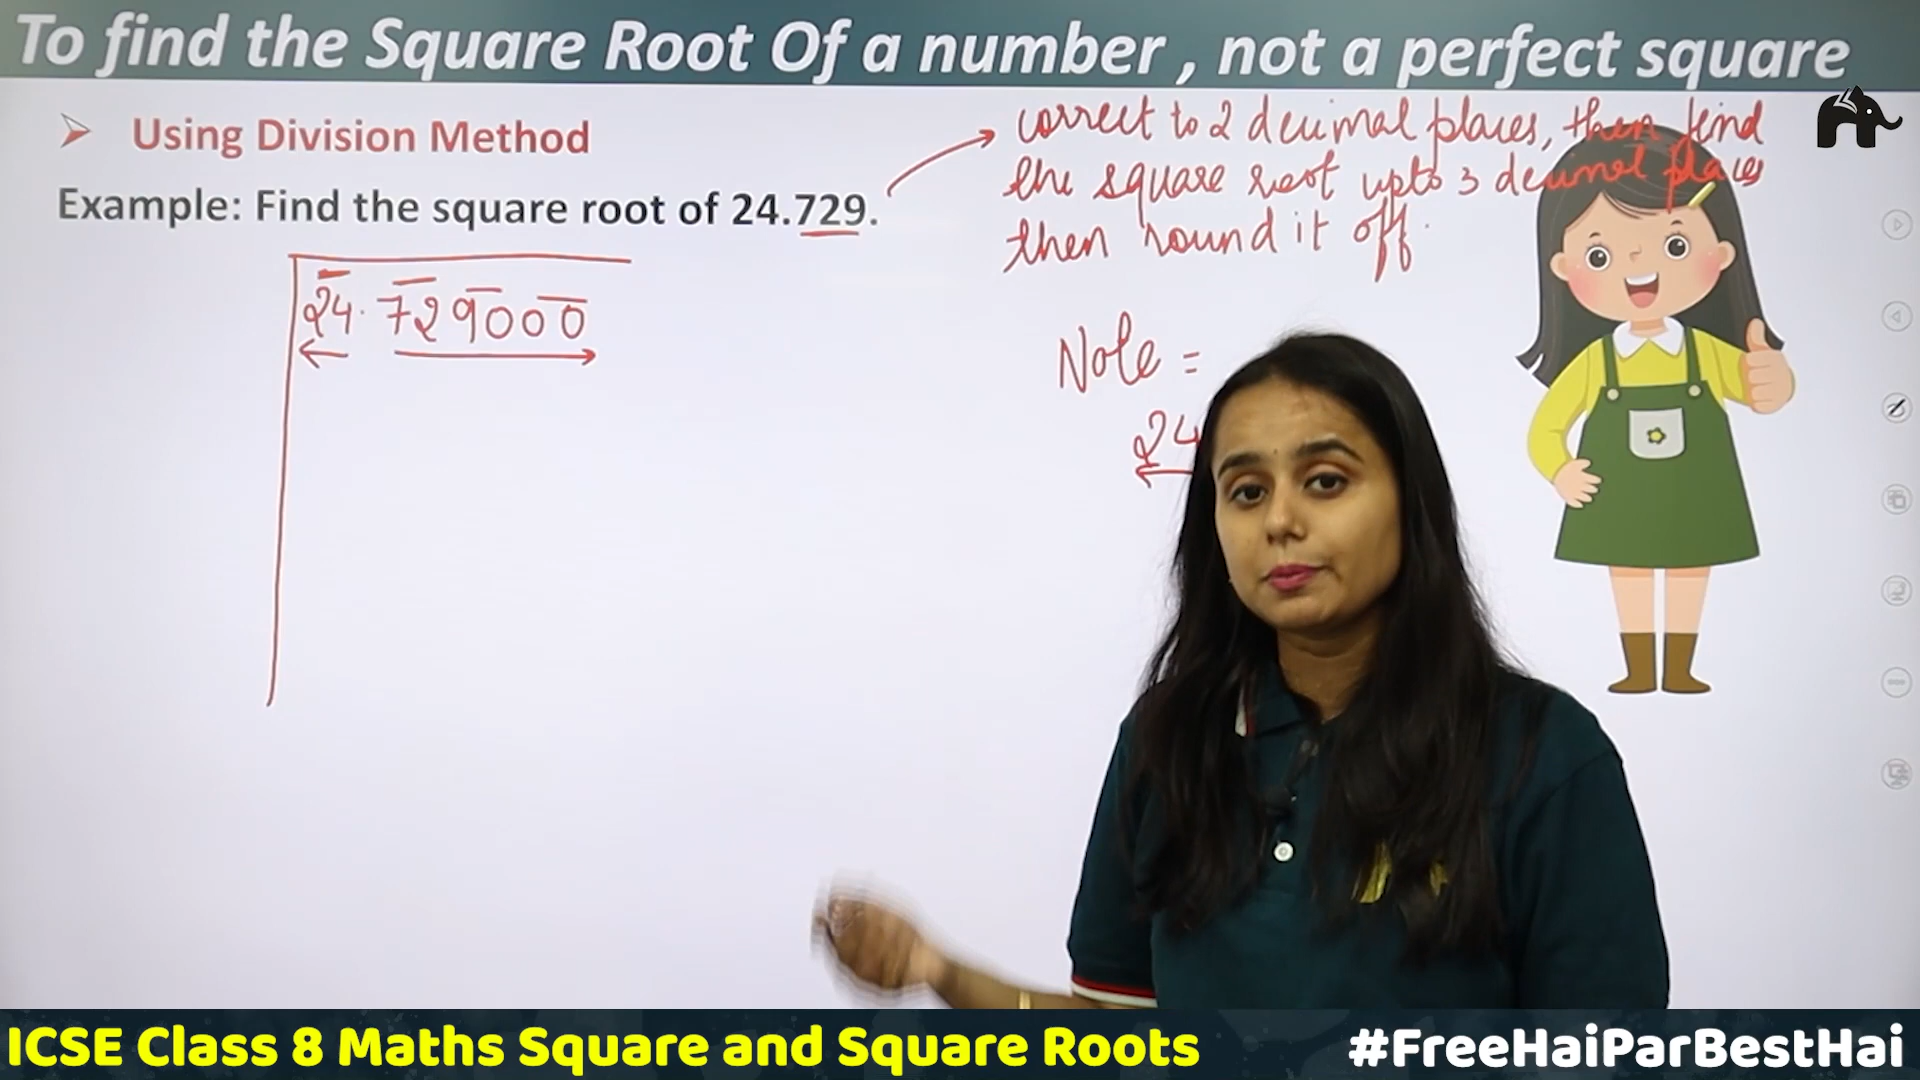 To find the Square Root Of a number , not a perfect square
➤ Using Division Method
Example: Find the square root of 24.729.
correct to 2 decimal places, then find
the square root upto 3 decimal places
then round it off.
24.729000
Note =
24
ICSE Class 8 Maths Square and Square Roots
#FreeHaiParBestHai